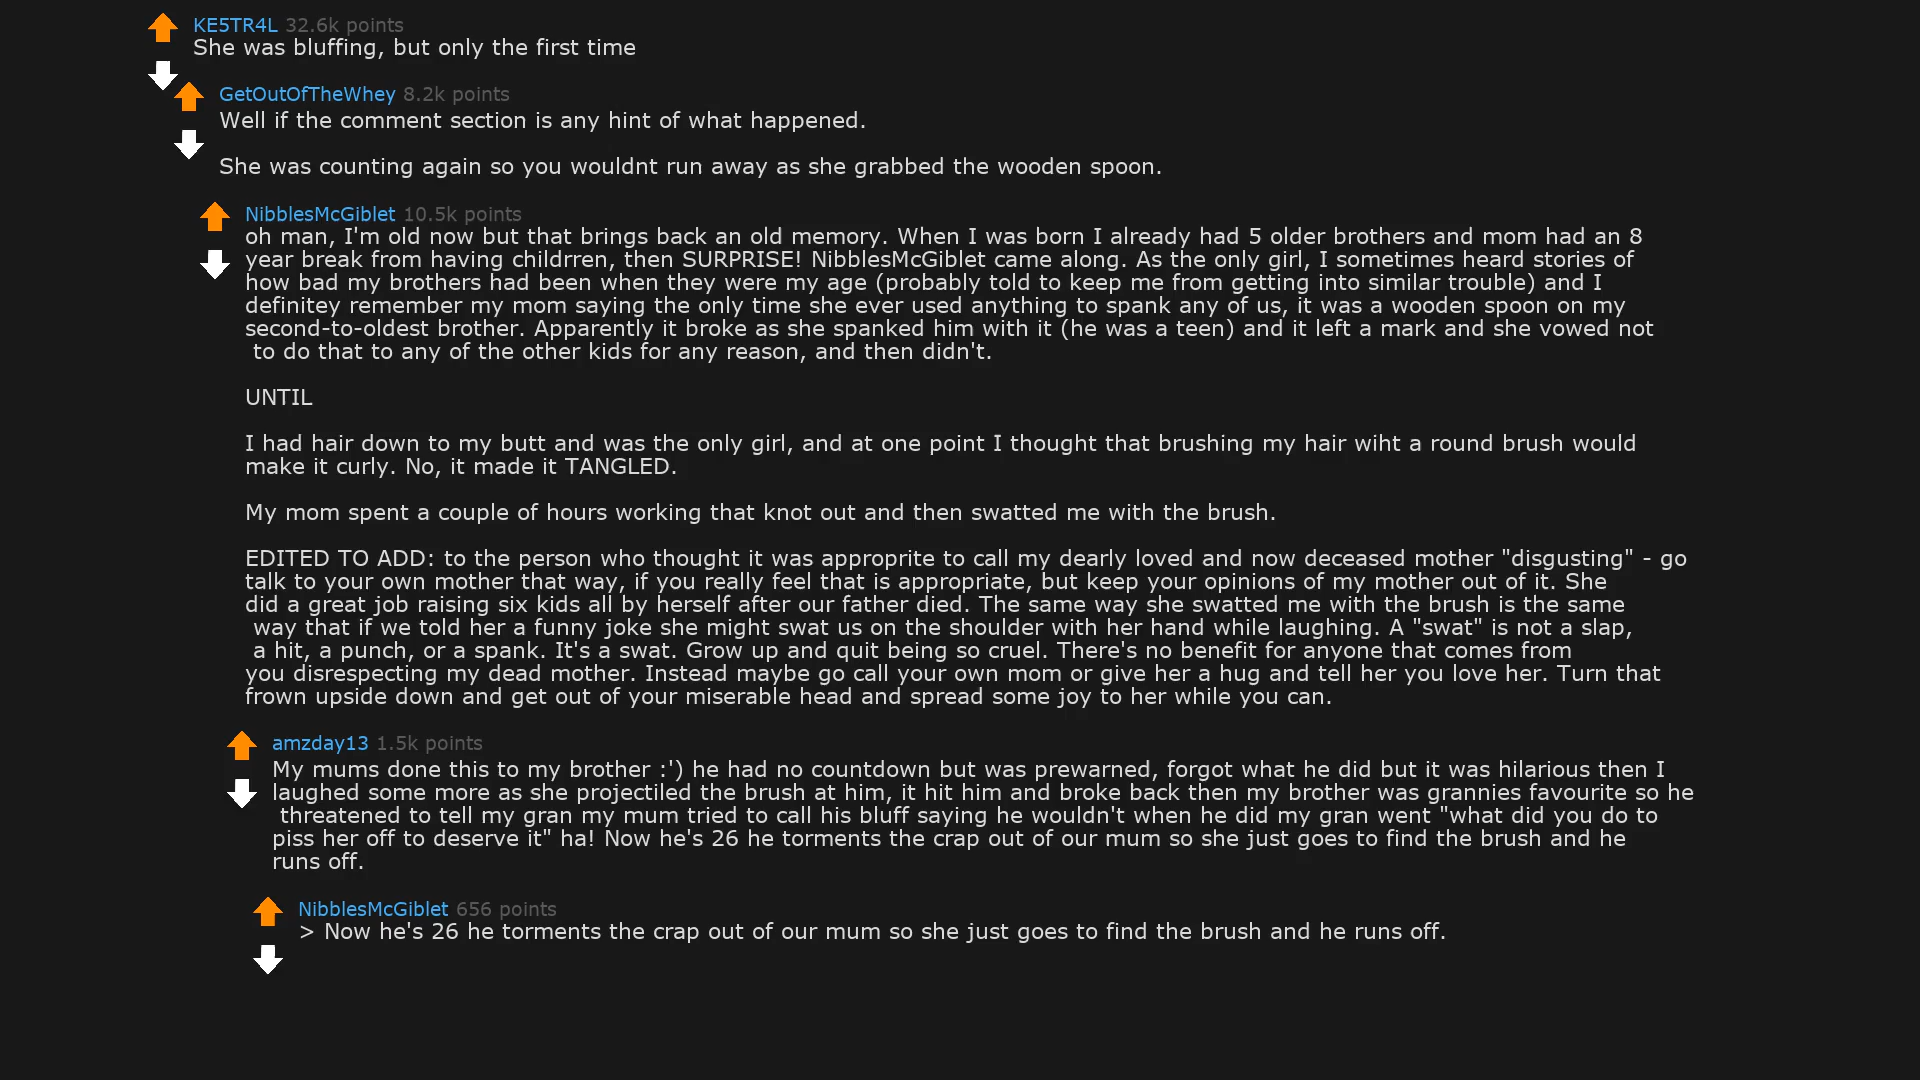 KE5TR4L 32.6k points
She was bluffing, but only the first time
GetOutOfTheWhey 8.2k points
Well if the comment section is any hint of what happened.
She was counting again so you wouldnt run away as she grabbed the wooden spoon.
NibblesMcGiblet 10.5k points
oh man, I'm old now but that brings back an old memory. When I was born I already had 5 older brothers and mom had an 8
year break from having childrren, then SURPRISE! NibblesMcGiblet came along. As the only girl, I sometimes heard stories of
how bad my brothers had been when they were my age (probably told to keep me from getting into similar trouble) and I
definitey remember my mom saying the only time she ever used anything to spank any of us, it was a wooden spoon on my
second-to-oldest brother. Apparently it broke as she spanked him with it (he was a teen) and it left a mark and she vowed not
to do that to any of the other kids for any reason, and then didn't.
UNTIL
I had hair down to my butt and was the only girl, and at one point I thought that brushing my hair wiht a round brush would
make it curly. No, it made it TANGLED.
My mom spent a couple of hours working that knot out and then swatted me with the brush.
EDITED TO ADD: to the person who thought it was approprite to call my dearly loved and now deceased mother "disgusting" - go
talk to your own mother that way, if you really feel that is appropriate, but keep your opinions of my mother out of it. She
did a great job raising six kids all by herself after our father died. The same way she swatted me with the brush is the same
way that if we told her a funny joke she might swat us on the shoulder with her hand while laughing. A "swat" is not a slap,
a hit, a punch, or a spank. It's a swat. Grow up and quit being so cruel. There's no benefit for anyone that comes from
you disrespecting my dead mother. Instead maybe go call your own mom or give her a hug and tell her you love her. Turn that
frown upside down and get out of your miserable head and spread some joy to her while you can.
amzday13 1.5k points
My mums done this to my brother :') he had no countdown but was prewarned, forgot what he did but it was hilarious then I
laughed some more as she projectiled the brush at him, it hit him and broke back then my brother was grannies favourite so he
threatened to tell my gran my mum tried to call his bluff saying he wouldn't when he did my gran went "what did you do to
piss her off to deserve it" ha! Now he's 26 he torments the crap out of our mum so she just goes to find the brush and he
runs off.
NibblesMcGiblet 656 points
> Now he's 26 he torments the crap out of our mum so she just goes to find the brush and he runs off.